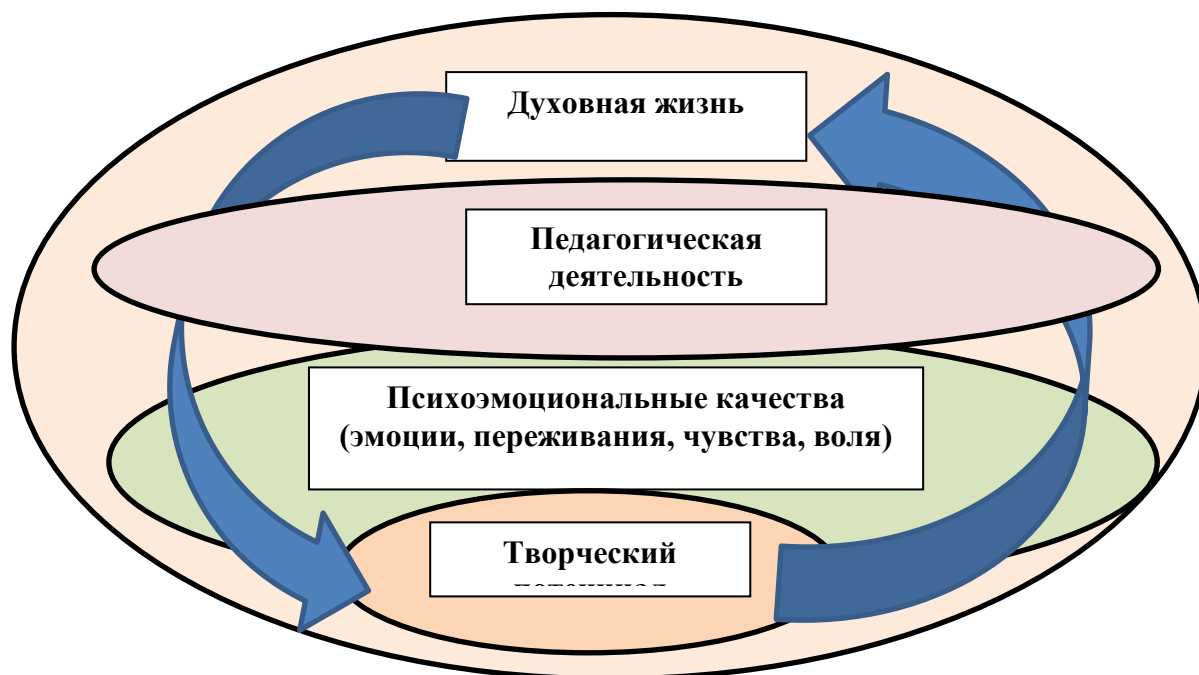 Духовная жизнь
Педагогическая
деятельность
Психоэмоциональные качества
(эмоции, переживания, чувства, воля)
Творческий